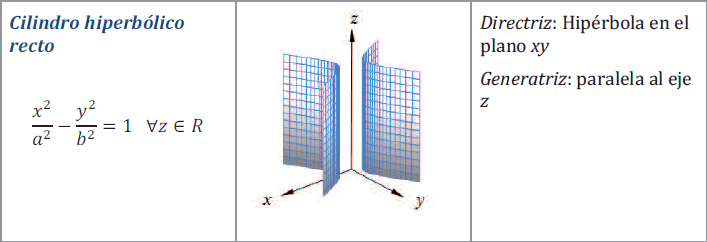 Cilindro hiperbólico
recto
x²/a² − y²/b² = 1 ∀z ∈ R
z
x
y
Directriz: Hipérbola en el
plano xy
Generatriz: paralela al eje
z